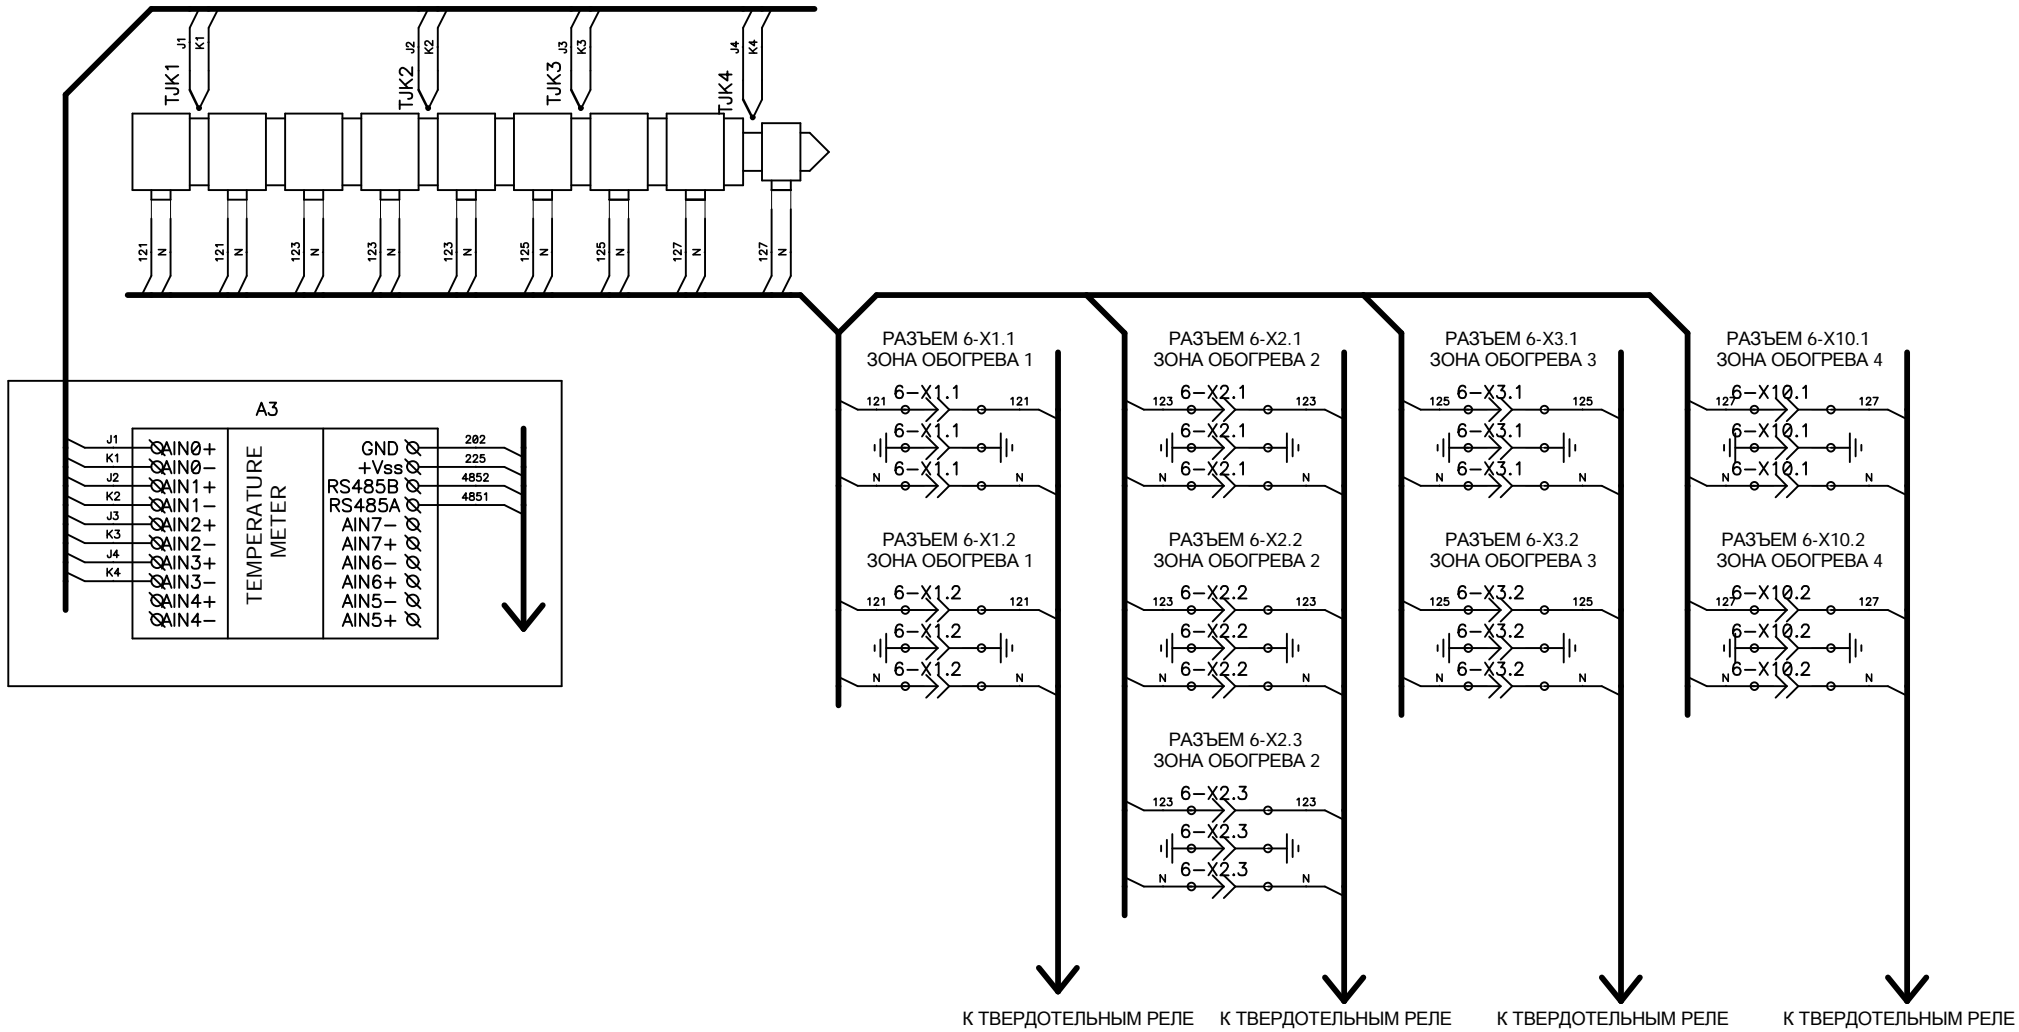 J1
K1
J2
K2
J3
K3
J4
K4
TJK1
TJK2
TJK3
TJK4
121
N
121
N
123
N
123
N
123
N
125
N
125
N
127
N
127
N
A3
J1
K1
J2
K2
J3
K3
J4
K4
AIN0+
AIN0-
AIN1+
AIN1-
AIN2+
AIN2-
AIN3+
AIN3-
AIN4+
AIN4-
TEMPERATURE
METER
GND
+Vss
RS485B
RS485A
AIN7-
AIN7+
AIN6-
AIN6+
AIN5-
AIN5+
202
225
4852
4851
РАЗЪЕМ 6-X1.1
ЗОНА ОБОГРЕВА 1
121 6-X1.1 121
6-X1.1
N 6-X1.1 N
РАЗЪЕМ 6-X1.2
ЗОНА ОБОГРЕВА 1
121 6-X1.2 121
6-X1.2
N 6-X1.2 N
К ТВЕРДОТЕЛЬНЫМ РЕЛЕ
РАЗЪЕМ 6-X2.1
ЗОНА ОБОГРЕВА 2
123 6-X2.1 123
6-X2.1
N 6-X2.1 N
РАЗЪЕМ 6-X2.2
ЗОНА ОБОГРЕВА 2
123 6-X2.2 123
6-X2.2
N 6-X2.2 N
РАЗЪЕМ 6-X2.3
ЗОНА ОБОГРЕВА 2
123 6-X2.3 123
6-X2.3
N 6-X2.3 N
К ТВЕРДОТЕЛЬНЫМ РЕЛЕ
РАЗЪЕМ 6-X3.1
ЗОНА ОБОГРЕВА 3
125 6-X3.1 125
6-X3.1
N 6-X3.1 N
РАЗЪЕМ 6-X3.2
ЗОНА ОБОГРЕВА 3
125 6-X3.2 125
6-X3.2
N 6-X3.2 N
К ТВЕРДОТЕЛЬНЫМ РЕЛЕ
РАЗЪЕМ 6-X10.1
ЗОНА ОБОГРЕВА 4
127 6-X10.1 127
6-X10.1
N 6-X10.1 N
РАЗЪЕМ 6-X10.2
ЗОНА ОБОГРЕВА 4
127 6-X10.2 127
6-X10.2
N 6-X10.2 N
К ТВЕРДОТЕЛЬНЫМ РЕЛЕ